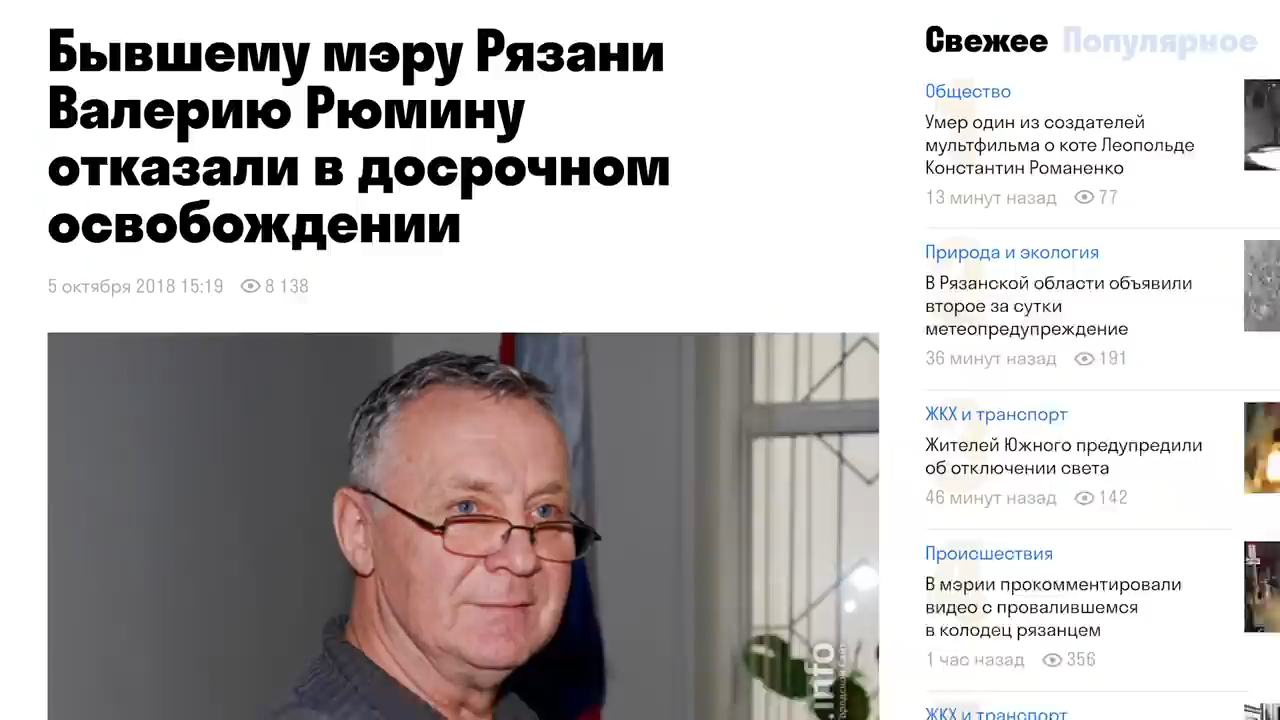 Бывшему мэру Рязани
Валерию Рюмину
отказали в досрочном
освобождении
5 октября 2018 15:19 8 138
.info
Свежее Популярное
Общество
Умер один из создателей
мультфильма о коте Леопольде
Константин Романенко
13 минут назад 77
Природа и экология
В Рязанской области объявили
второе за сутки
метеопредупреждение
36 минут назад 191
ЖКХ и транспорт
Жителей Южного предупредили
об отключении света
46 минут назад 142
Происшествия
В мэрии прокомментировали
видео с провалившемся
в колодец рязанцем
1 час назад 356
ЖКХ и транспорт